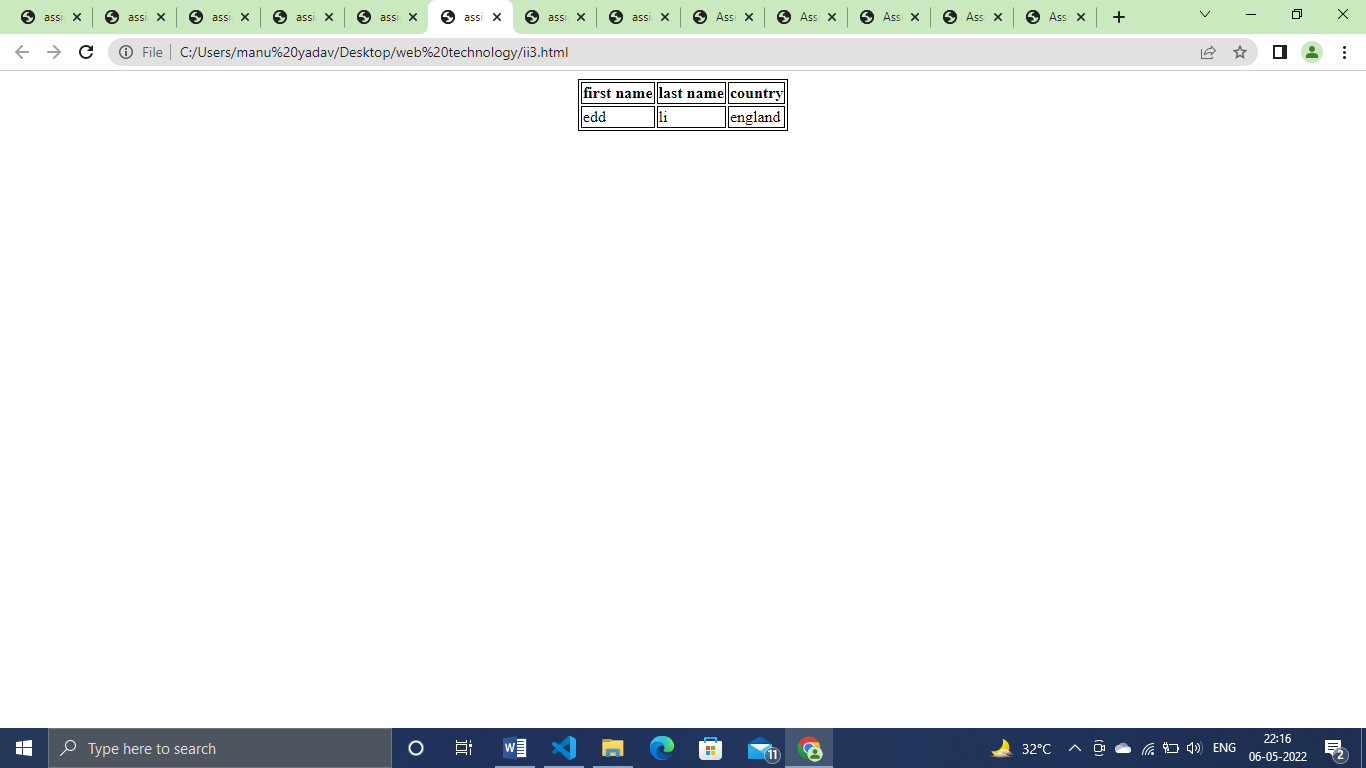 assi assi assi assi assi assi assi assi Ass Ass Ass Ass Ass
File C:/Users/manu%20yadav/Desktop/web%20technology/ii3.html
first name last name country
edd li england
Type here to search 11 32°C ENG 22:16
06-05-2022 2